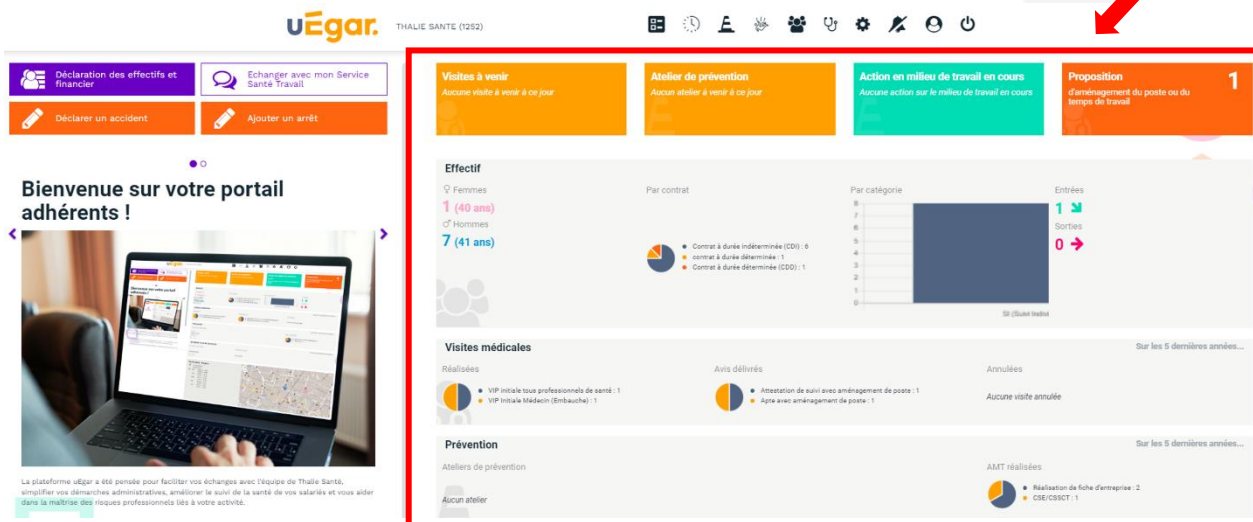 uEgar.
THALIE SANTE (1252)
Déclaration des effectifs et
financier
Echanger avec mon Service
Santé Travail
Déclarer un accident
Ajouter un arrêt
Bienvenue sur votre portail
adhérents !
La plateforme uEgar a été pensée pour faciliter vos échanges avec l'équipe de Thalie Santé,
simplifier vos démarches administratives, améliorer le suivi de la santé de vos salariés et vous aider
dans la maîtrise des risques professionnels liés à votre activité.
Visites à venir
Aucune visite à venir à ce jour
Atelier de prévention
Aucun atelier à venir à ce jour
Action en milieu de travail en cours
Aucune action sur le milieu de travail en cours
Proposition
1
d'aménagement du poste ou du
temps de travail
Effectif
Femmes
1 (40 ans)
Hommes
7 (41 ans)
Par contrat
Contrat à durée indéterminée (CDI) : 6
contrat à durée déterminée : 1
Contrat à durée déterminée (CDD) : 1
Par catégorie
8
7
6
5
4
3
2
1
0
SI (Suivi Indivi
Entrées
1
Sorties
0
Visites médicales
Sur les 5 dernières années...
Réalisées
VIP initiale tous professionnels de santé : 1
VIP Initiale Médecin (Embauche) : 1
Avis délivrés
Attestation de suivi avec aménagement de poste : 1
Apte avec aménagement de poste : 1
Annulées
Aucune visite annulée
Prévention
Sur les 5 dernières années...
Ateliers de prévention
Aucun atelier
AMT réalisées
Réalisation de fiche d'entreprise : 2
CSE/CSSCT : 1